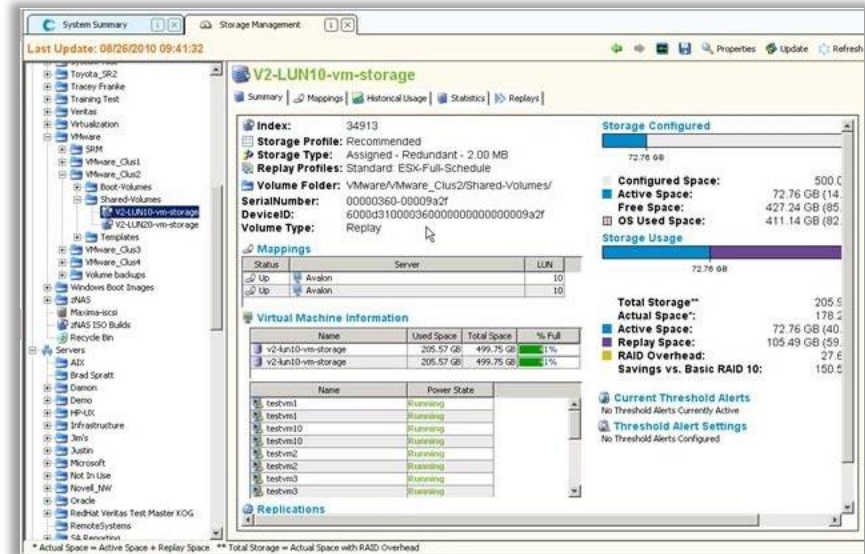 System Summary
Storage Management
Last Update: 08/26/2010 09:41:32
Properties Update Refresh
Toyota_SR2
Tracey Franke
Training Test
Veritas
Virtualization
VMware
SRM
VMware_Clus1
VMware_Clus2
Boot-Volumes
Shared-Volumes
V2-LUN10-vm-storage
V2-LUN20-vm-storage
Templates
VMware_Clus3
VMware_Clus4
Volume backups
Windows Boot Images
zNAS
Maxima-iscsi
zNAS ISO Builds
Recycle Bin
Servers
AIX
Brad Spratt
Damon
Demo
HP-UX
Infrastructure
Jim's
Justin
Microsoft
Not In Use
Novell_NW
Oracle
RedHat Veritas Test Master KOG
RemoteSystems
SA Reporting
V2-LUN10-vm-storage
Summary Mappings Historical Usage Statistics Replays
Index: 34913
Storage Profile: Recommended
Storage Type: Assigned - Redundant - 2.00 MB
Replay Profiles: Standard: ESX-Full-Schedule
Volume Folder: VMware/VMware_Clus2/Shared-Volumes/
SerialNumber: 00000360-00009a2f
DeviceID:
Volume Type: Replay
Mappings
Status Server LUN
Up Avalon 10
Up Avalon 10
Virtual Machine Information
Name Used Space Total Space % Full
v2-lun10-vm-storage 205.57 GB 499.75 GB 1%
v2-lun10-vm-storage 205.57 GB 499.75 GB 1%
Name Power State
testvm1 Running
testvm1 Running
testvm10 Running
testvm10 Running
testvm2 Running
testvm2 Running
testvm3 Running
testvm3 Running
Replications
Storage Configured
72.76 GB
Configured Space: 500.0
Active Space: 72.76 GB (14.
Free Space: 427.24 GB (85.
OS Used Space: 411.14 GB (82.
Storage Usage
72.76 GB
Total Storage** 205.9
Actual Space*: 178.2
Active Space: 72.76 GB (40.
Replay Space: 105.49 GB (59.
RAID Overhead: 27.6
Savings vs. Basic RAID 10: 150.5
Current Threshold Alerts
No Threshold Alerts Currently Active
Threshold Alert Settings
No Threshold Alerts Configured
* Actual Space = Active Space + Replay Space ** Total Storage = Actual Space with RAID Overhead